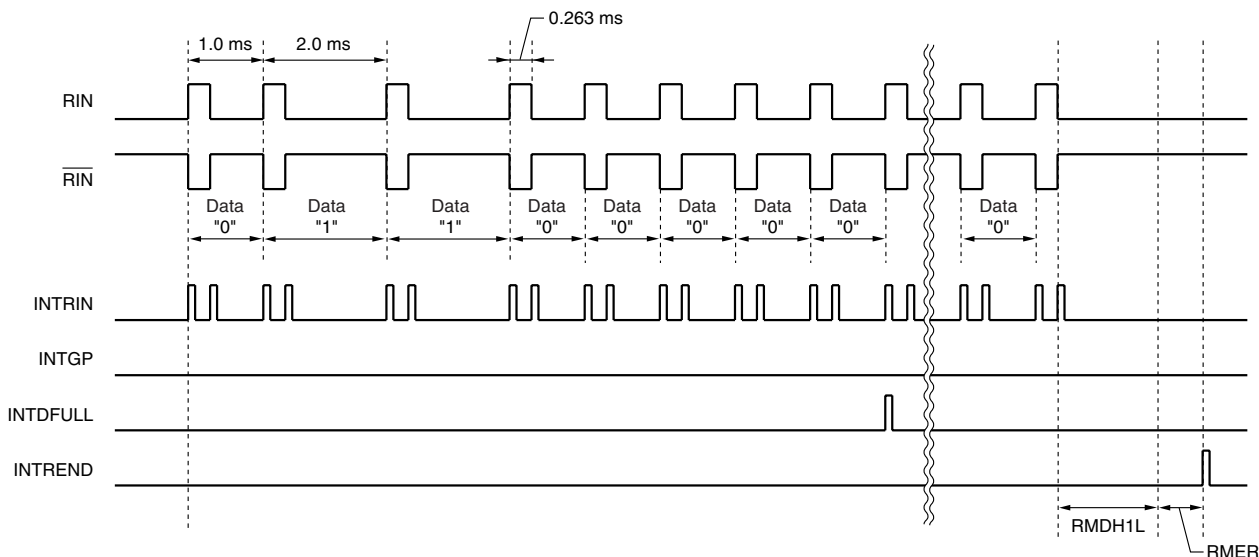 0.263 ms
1.0 ms
2.0 ms
RIN
RIN
Data "0"
Data "1"
Data "1"
Data "0"
Data "0"
Data "0"
Data "0"
Data "0"
Data "0"
INTRIN
INTGP
INTDFULL
INTREND
RMDH1L
RMER